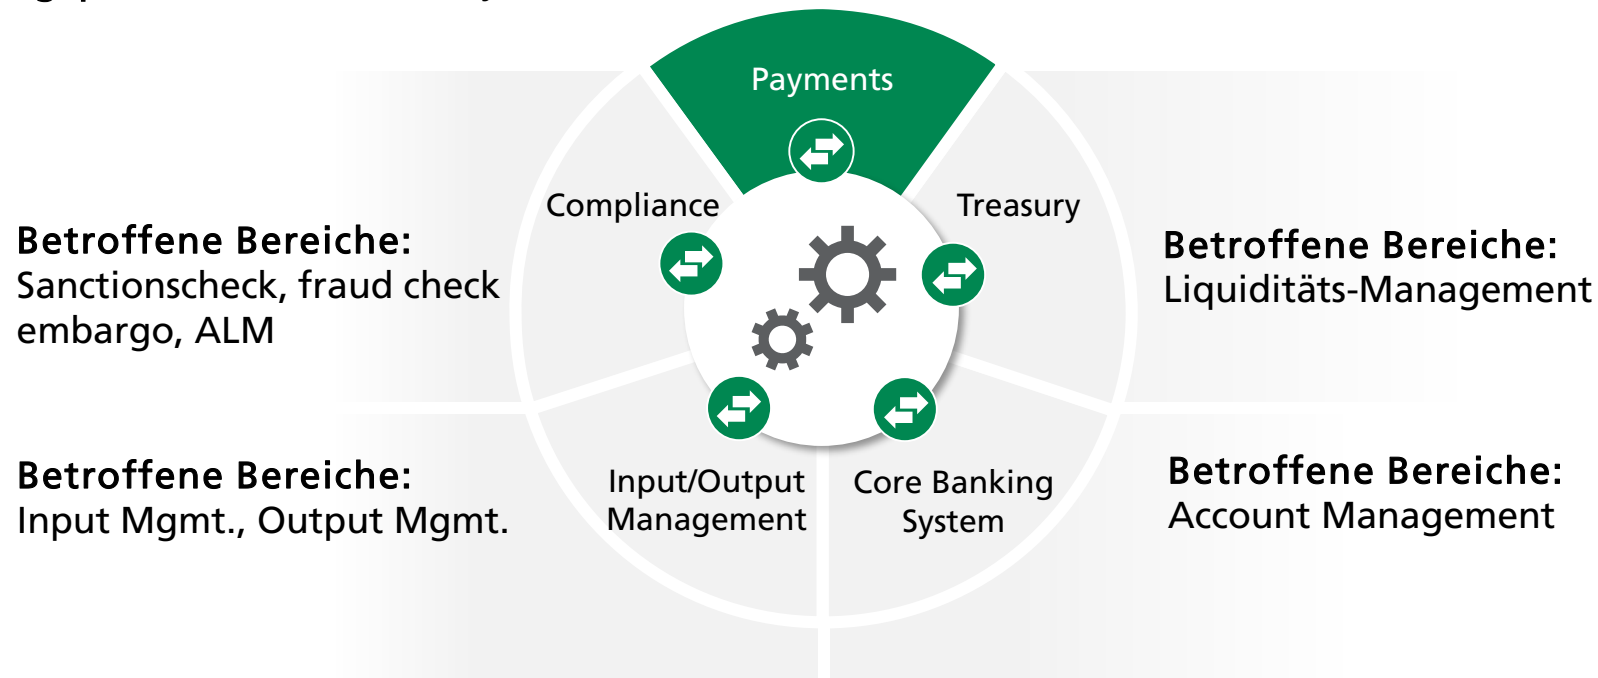 Payments
Compliance
Treasury
Betroffene Bereiche:
Sanctionscheck, fraud check
embargo, ALM
Betroffene Bereiche:
Liquiditäts-Management
Betroffene Bereiche:
Input Mgmt., Output Mgmt.
Input/Output
Management
Core Banking
System
Betroffene Bereiche:
Account Management